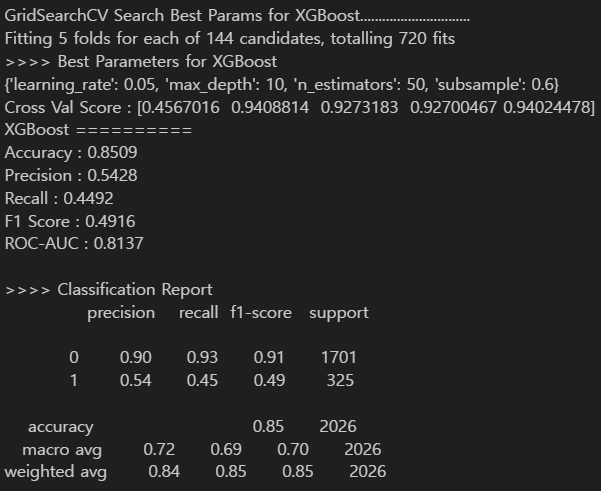 GridSearchCV Search Best Params for XGBoost..............................
Fitting 5 folds for each of 144 candidates, totalling 720 fits
>>>> Best Parameters for XGBoost
{'learning_rate': 0.05, 'max_depth': 10, 'n_estimators': 50, 'subsample': 0.6}
Cross Val Score : [0.4567016 0.9408814 0.9273183 0.92700467 0.94024478]
XGBoost ==========
Accuracy : 0.8509
Precision : 0.5428
Recall : 0.4492
F1 Score : 0.4916
ROC-AUC : 0.8137
>>>> Classification Report
precision recall f1-score support
0 0.90 0.93 0.91 1701
1 0.54 0.45 0.49 325
accuracy 0.85 2026
macro avg 0.72 0.69 0.70 2026
weighted avg 0.84 0.85 0.85 2026